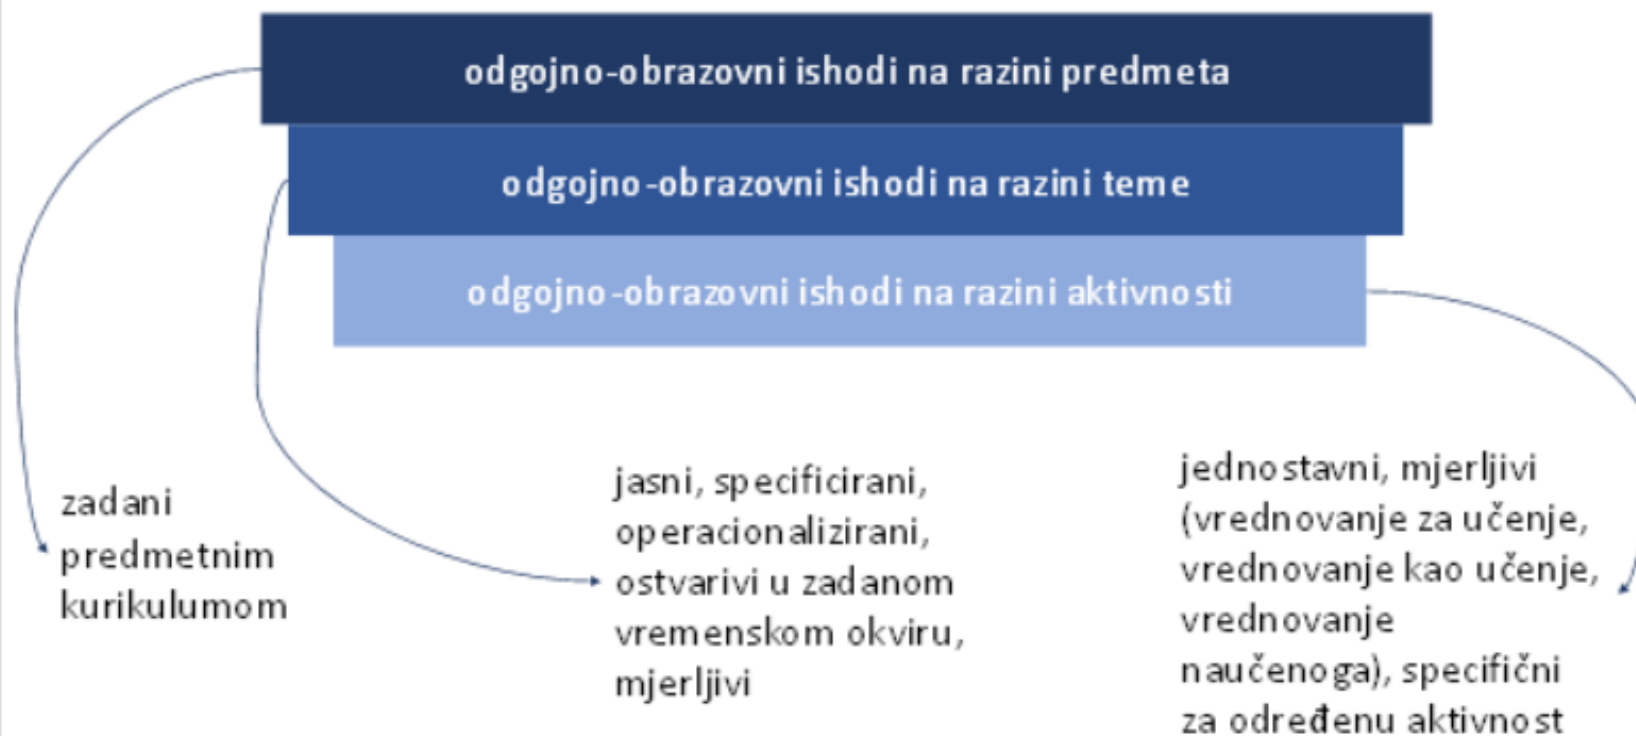 odgojno-obrazovni ishodi na razini predmeta
odgojno-obrazovni ishodi na razini teme
odgojno-obrazovni ishodi na razini aktivnosti
zadani
predmetnim
kurikulumom
jasni, specificirani,
operacionalizirani,
ostvarivi u zadanom
vremenskom okviru,
mjerljivi
jednostavni, mjerljivi
(vrednovanje za učenje,
vrednovanje kao učenje,
vrednovanje
naučenoga), specifični
za određenu aktivnost